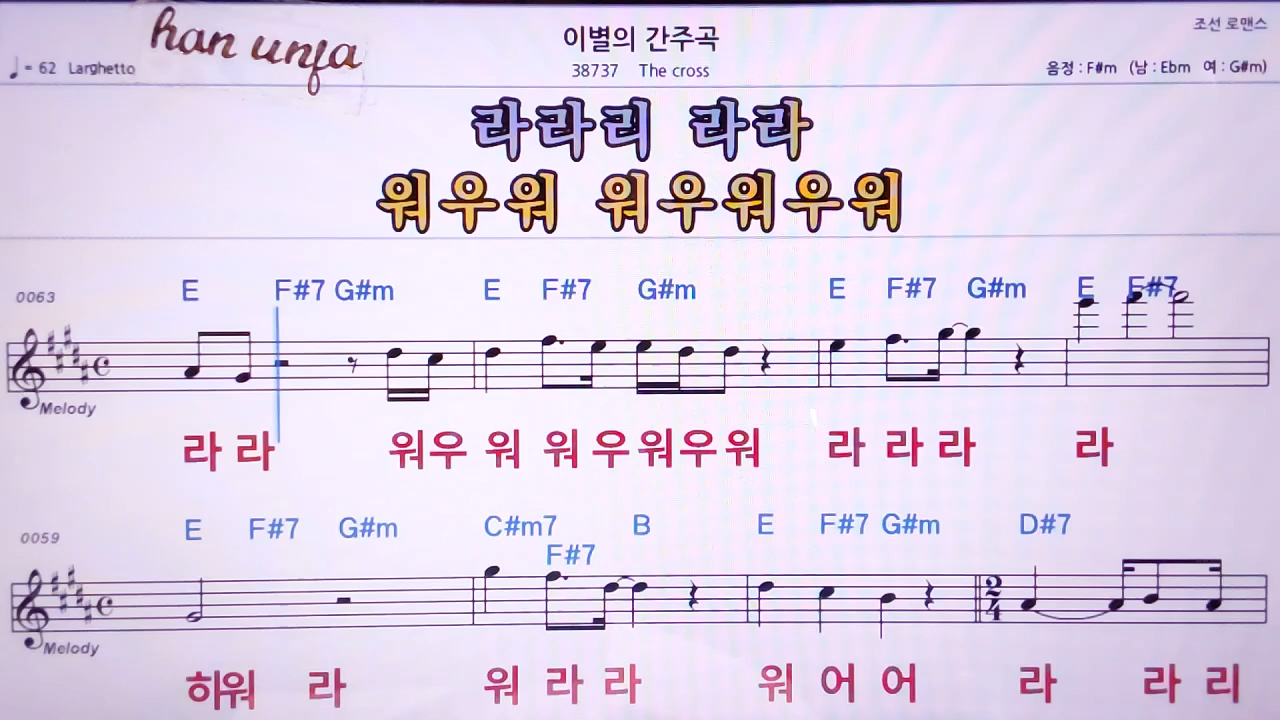 han unja
이별의 간주곡
조선 로맨스
♩= 62 Larghetto
38737 The cross
음정 : F#m (남 : Ebm 여 : G#m)
라라리 라라
워우워 워우워우워
0063
E F#7 G#m E F#7 G#m E F#7 G#m E F#7
Melody
라 라 워우 워 워 우워우워 라 라 라 라
0059
E F#7 G#m C#m7 B E F#7 G#m D#7
F#7
2
4
Melody
허워 라 워 라 라 워 어 어 라 라 리